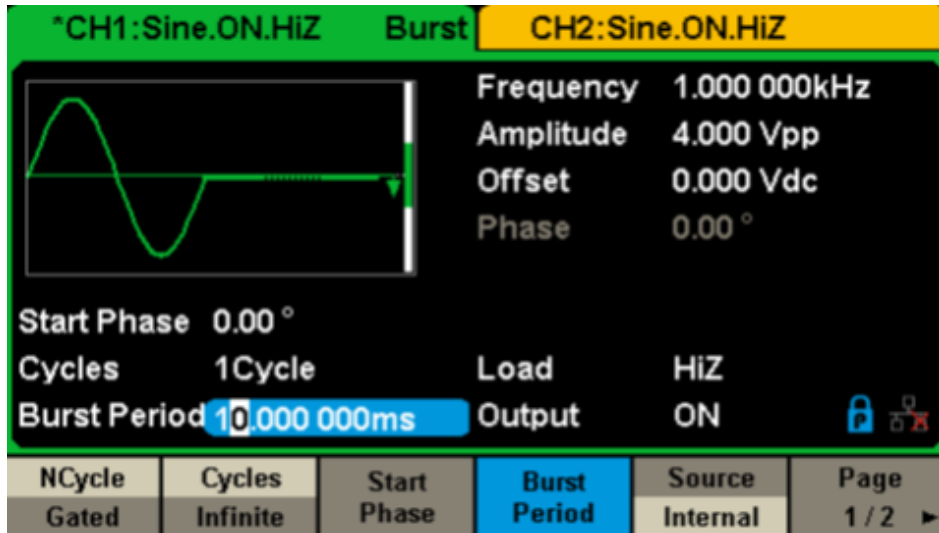 *CH1:Sine.ON.HiZ Burst CH2:Sine.ON.HiZ
Frequency 1.000 000kHz
Amplitude 4.000 Vpp
Offset 0.000 Vdc
Phase 0.00 °
Start Phase 0.00 °
Cycles 1Cycle Load HiZ
Burst Period 10.000 000ms Output ON P
NCycle Cycles Start Burst Source Page
Gated Infinite Phase Period Internal 1/2 ►